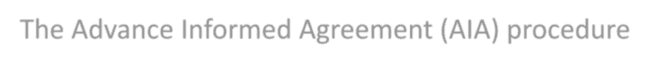 The Advance Informed Agreement (AIA) procedure